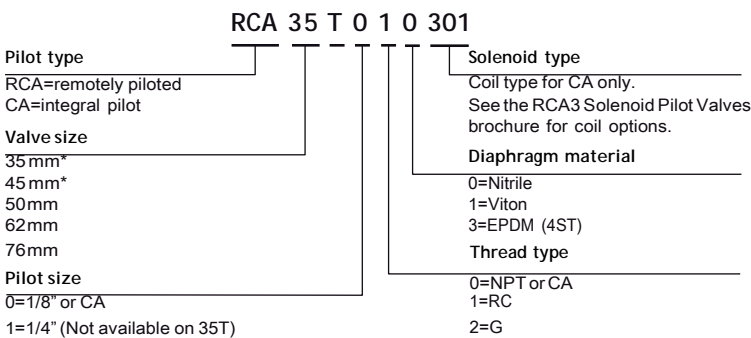 RCA 35 T 0 1 0 301
Pilot type
RCA=remotely piloted
CA=integral pilot
Valve size
35mm*
45mm*
50mm
62mm
76mm
Pilot size
0=1/8” or CA
1=1/4” (Not available on 35T)
Solenoid type
Coil type for CA only.
See the RCA3 Solenoid Pilot Valves
brochure for coil options.
Diaphragm material
0=Nitrile
1=Viton
3=EPDM (4ST)
Thread type
0=NPT or CA
1=RC
2=G